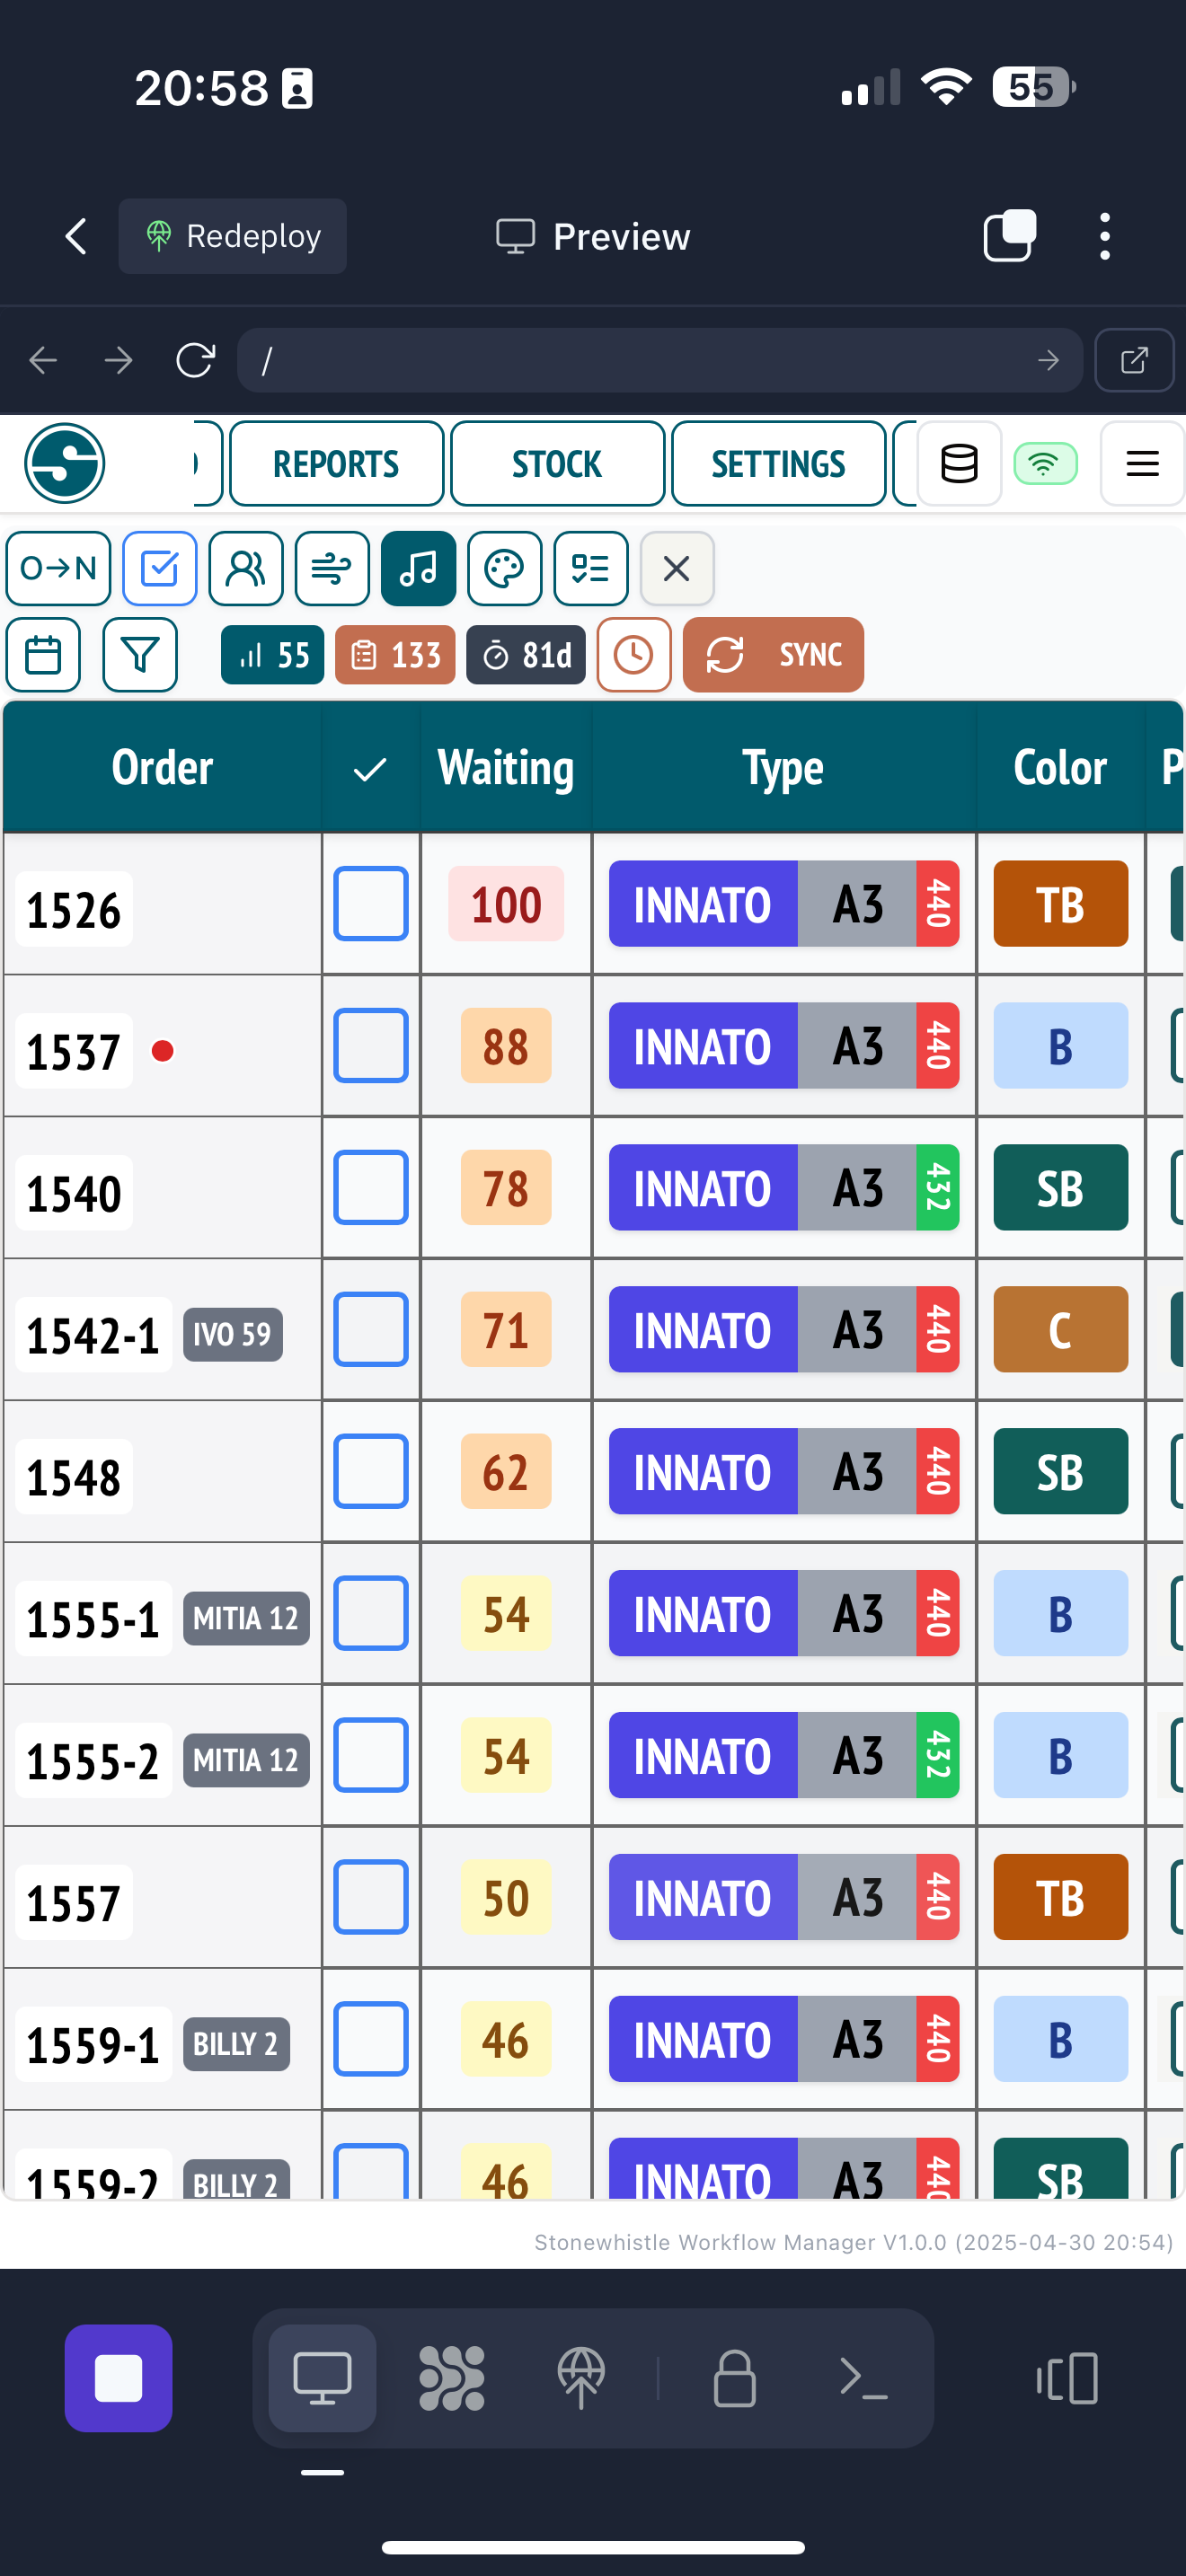 20:58 55
Redeploy Preview
/
REPORTS STOCK SETTINGS
O→N
55 133 81d SYNC
Order ✓ Waiting Type Color P
1526 100 INNATO A3 440 TB
1537 88 INNATO A3 440 B
1540 78 INNATO A3 432 SB
1542-1 IVO 59 71 INNATO A3 440 C
1548 62 INNATO A3 440 SB
1555-1 MITIA 12 54 INNATO A3 440 B
1555-2 MITIA 12 54 INNATO A3 432 B
1557 50 INNATO A3 440 TB
1559-1 BILLY 2 46 INNATO A3 440 B
1559-2 BILLY 2 46 INNATO A3 440 SB
Stonewhistle Workflow Manager V1.0.0 (2025-04-30 20:54)